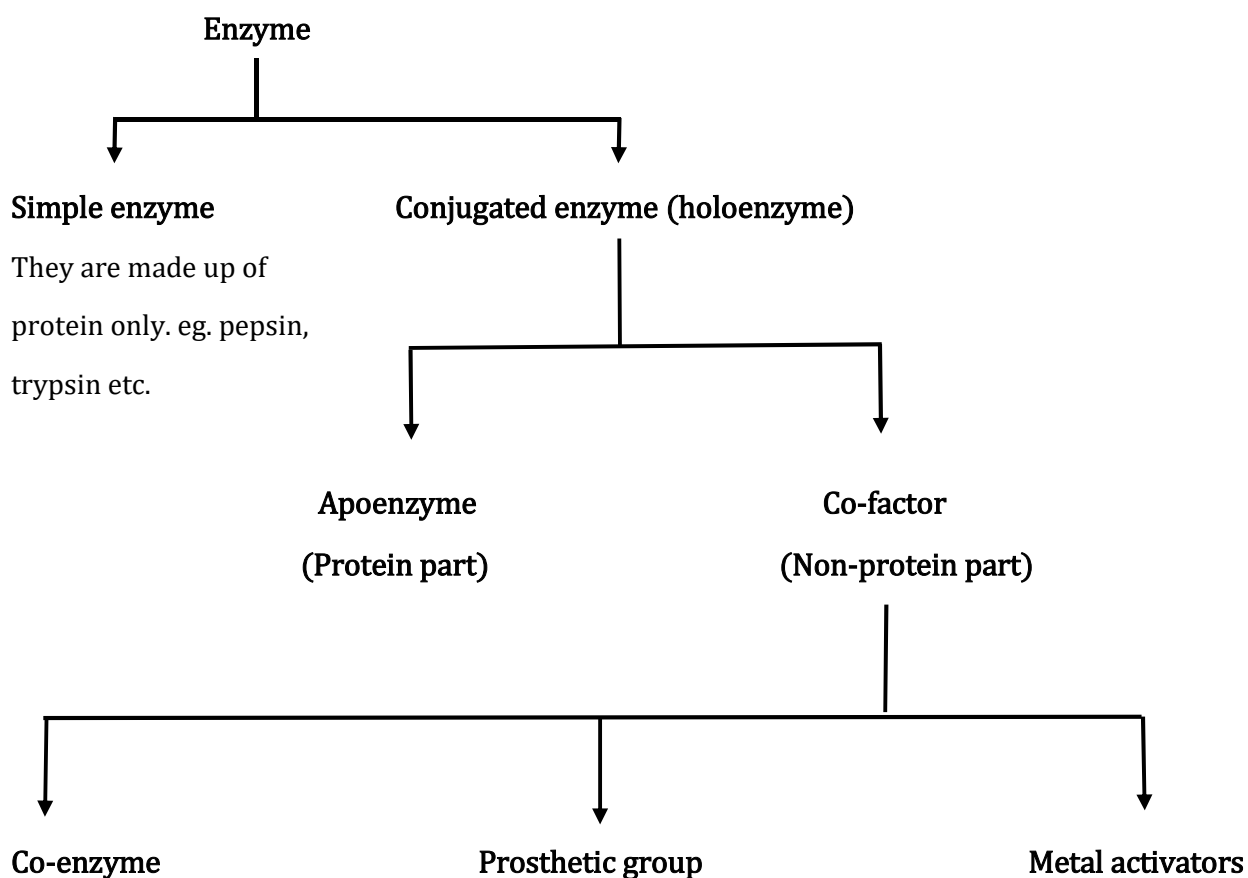 Enzyme
Simple enzyme
Conjugated enzyme (holoenzyme)
They are made up of
protein only. eg. pepsin,
trypsin etc.
Apoenzyme
(Protein part)
Co-factor
(Non-protein part)
Co-enzyme
Prosthetic group
Metal activators